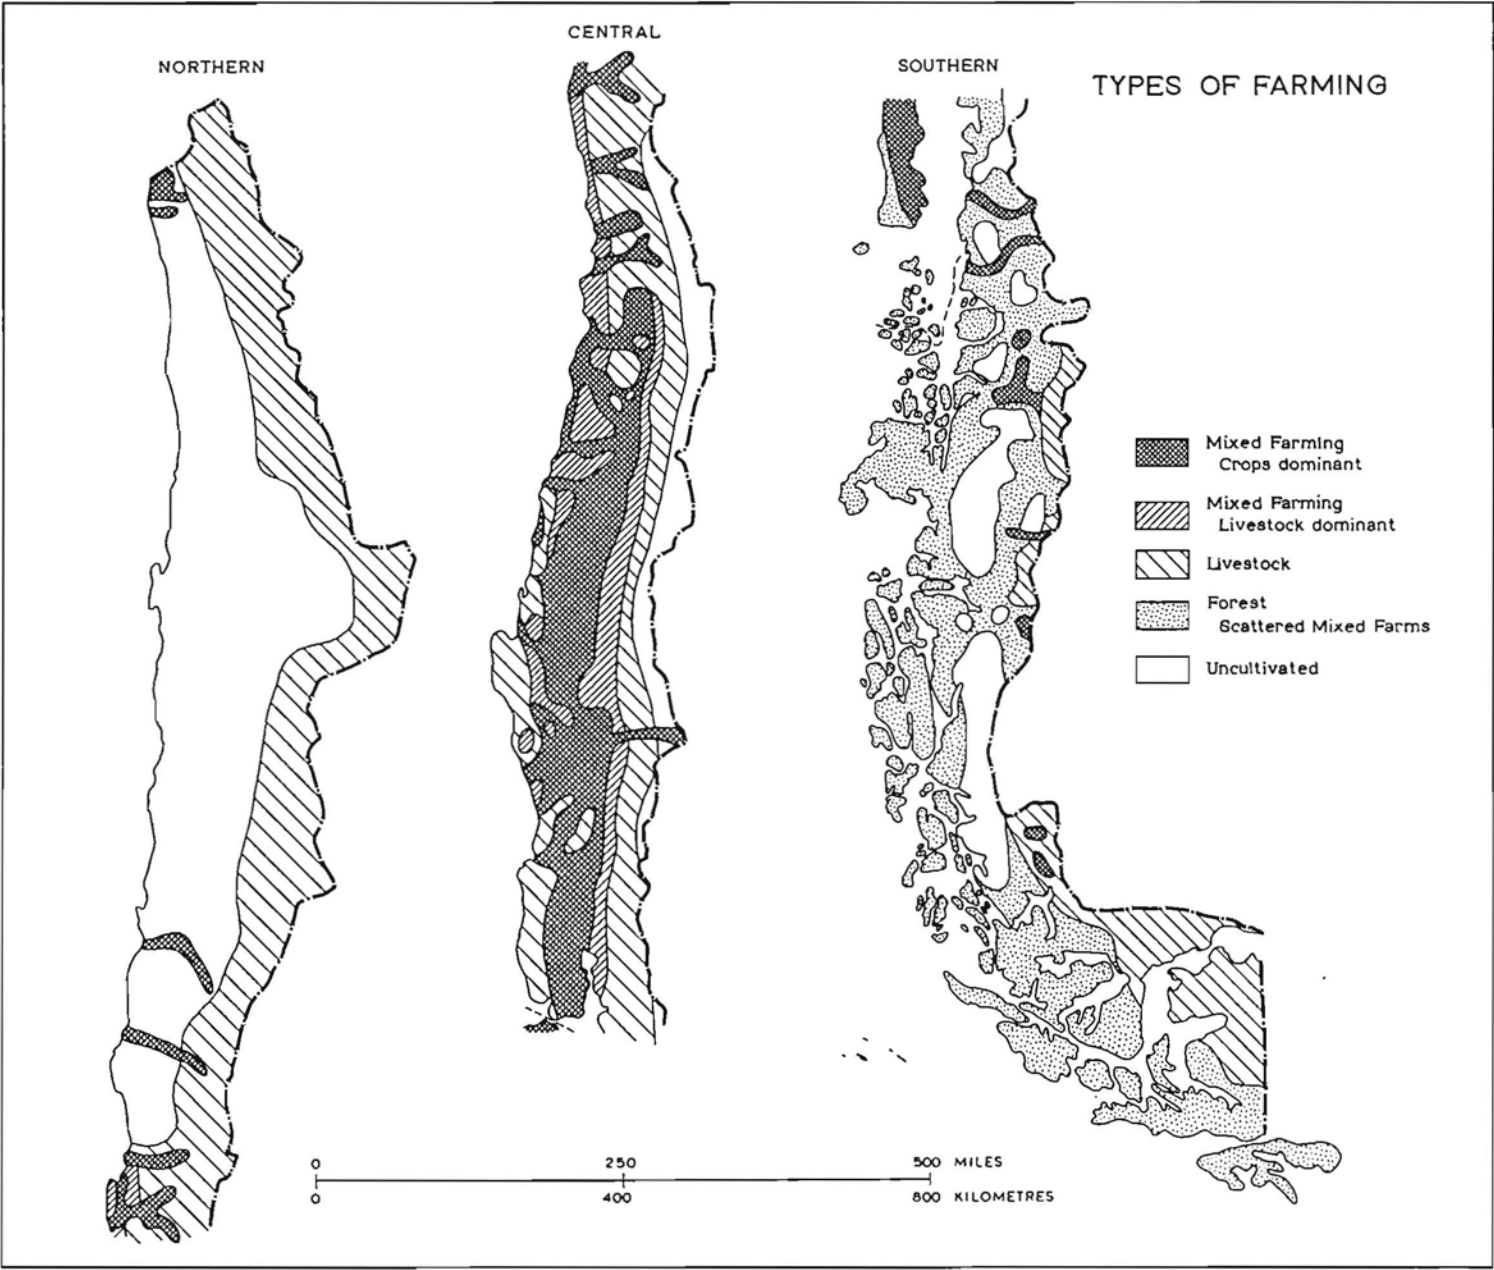 CENTRAL
NORTHERN
SOUTHERN
TYPES OF FARMING
Mixed Farming
Crops dominant
Mixed Farming
Livestock dominant
Livestock
Forest
Scattered Mixed Farms
Uncultivated
0 250 500 MILES
0 400 800 KILOMETRES